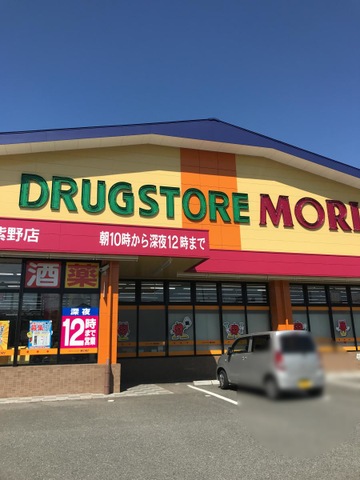 DRUGSTORE MORI
紫野店
朝10時から深夜12時まで
酒 薬
深夜
12時
まで営業